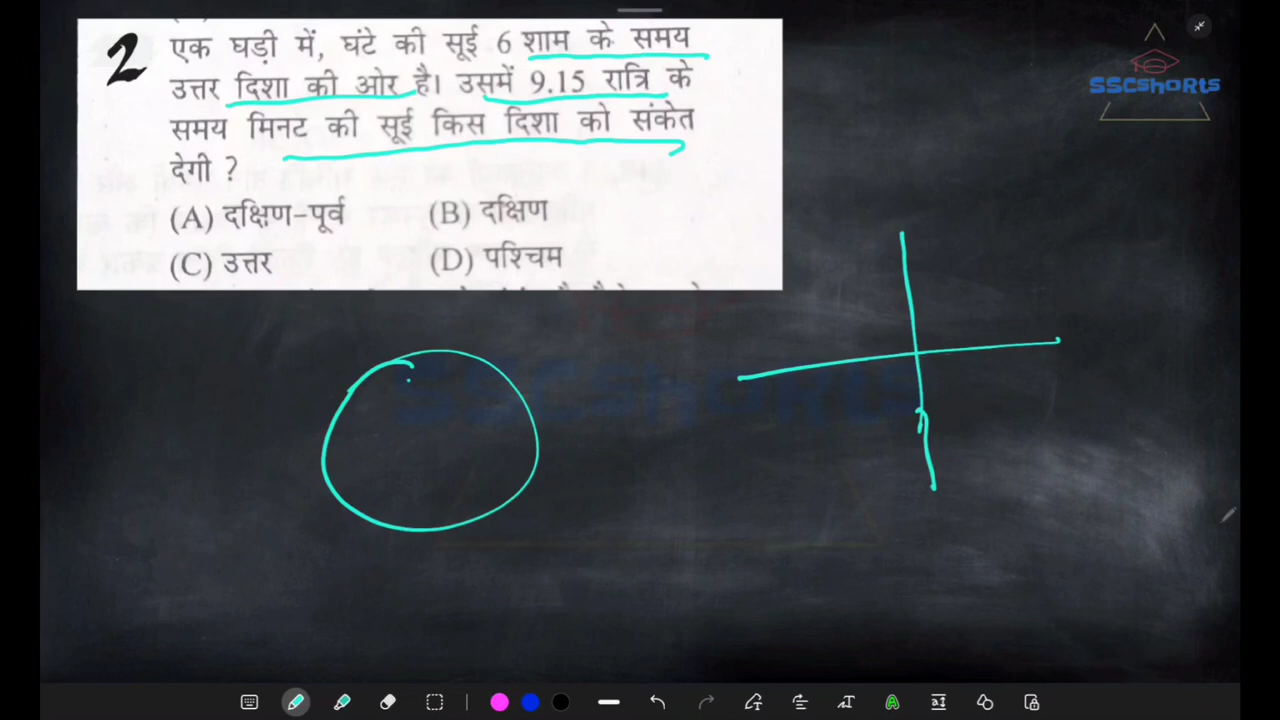 2
एक घड़ी में, घंटे की सूई 6 शाम के समय
उत्तर दिशा की ओर है। उसमें 9.15 रात्रि के
समय मिनट की सूई किस दिशा को संकेत
देगी ?
(A) दक्षिण-पूर्व (B) दक्षिण
(C) उत्तर (D) पश्चिम
SSCshoRts
SSCshoRts